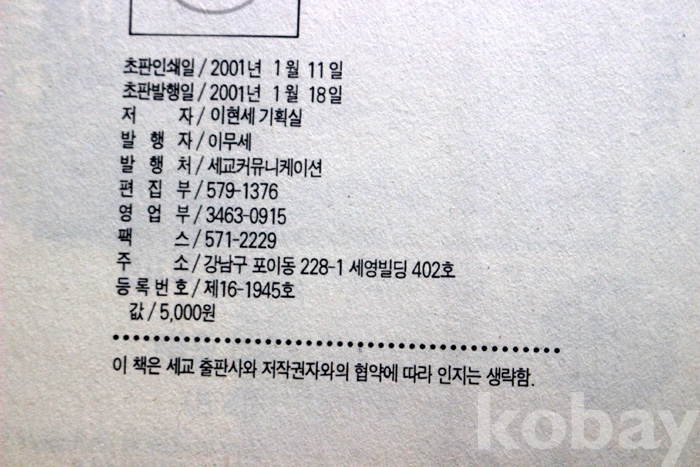 초판인쇄일 / 2001년 1월 11일
초판발행일 / 2001년 1월 18일
저 자 / 이현세 기획실
발 행 자 / 이무세
발 행 처 / 세교커뮤니케이션
편 집 부 / 579-1376
영 업 부 / 3463-0915
팩 스 / 571-2229
주 소 / 강남구 포이동 228-1 세영빌딩 402호
등록번호 / 제16-1945호
값 / 5,000원
이 책은 세교 출판사와 저작권자와의 협약에 따라 인지는 생략함.
kobay